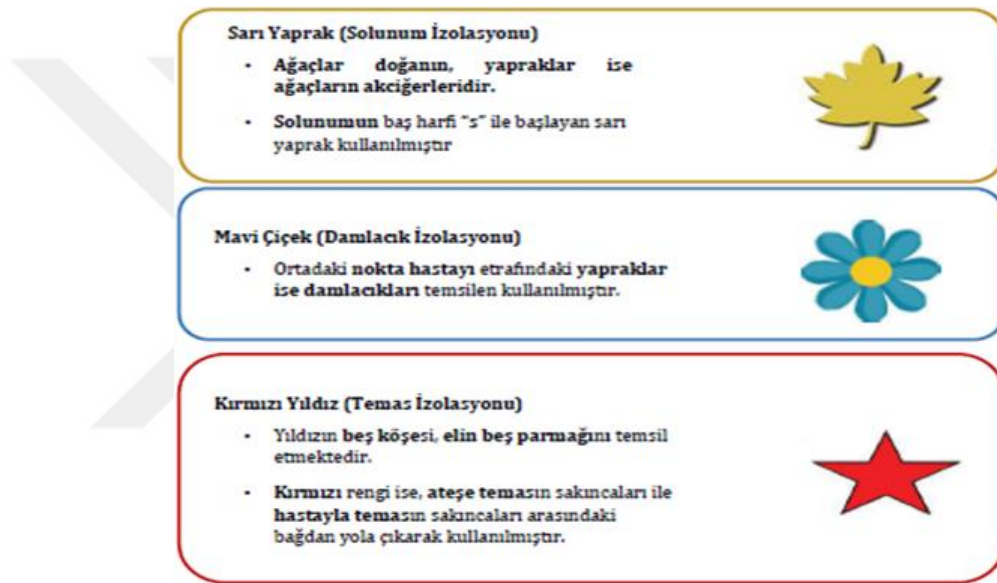 Sarı Yaprak (Solunum İzolasyonu)
• Ağaçlar doğanın, yapraklar ise
ağaçların akciğerleridir.
• Solunumun baş harfi “s” ile başlayan sarı
yaprak kullanılmıştır
Mavi Çiçek (Damlacık İzolasyonu)
• Ortadaki nokta hastayı etrafındaki yapraklar
ise damlacıkları temsilen kullanılmıştır.
Kırmızı Yıldız (Temas İzolasyonu)
• Yıldızın beş köşesi, elin beş parmağını temsil
etmektedir.
• Kırmızı rengi ise, ateşe temasın sakıncaları ile
hastayla temasın sakıncaları arasındaki
bağdan yola çıkarak kullanılmıştır.